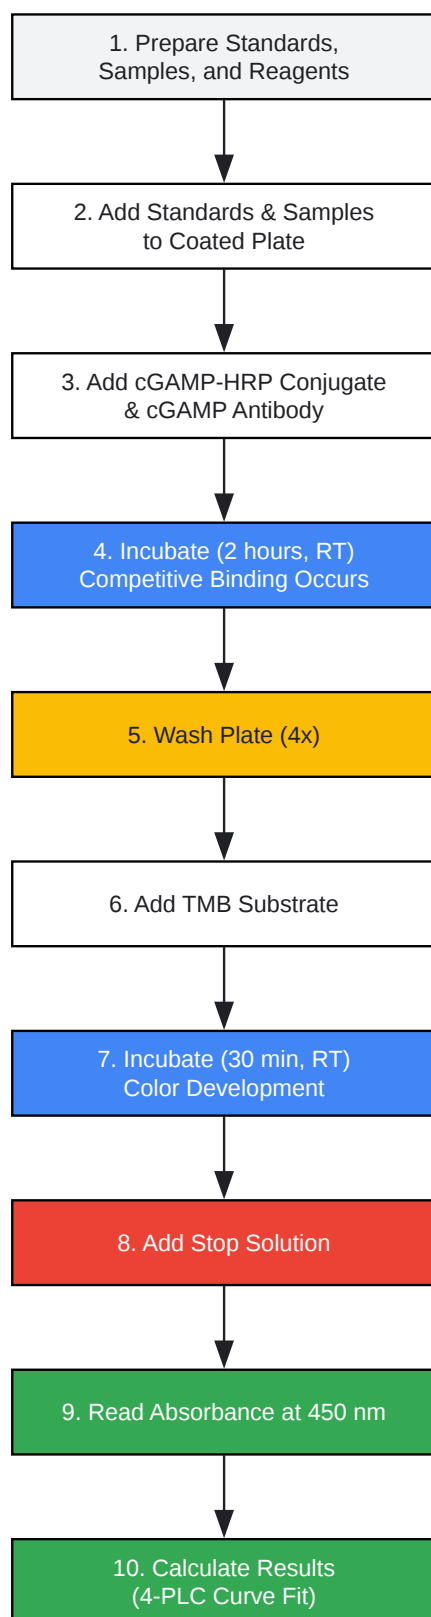 1. Prepare Standards,
Samples, and Reagents
2. Add Standards & Samples
to Coated Plate
3. Add cGAMP-HRP Conjugate
& cGAMP Antibody
4. Incubate (2 hours, RT)
Competitive Binding Occurs
5. Wash Plate (4x)
6. Add TMB Substrate
7. Incubate (30 min, RT)
Color Development
8. Add Stop Solution
9. Read Absorbance at 450 nm
10. Calculate Results
(4-PLC Curve Fit)